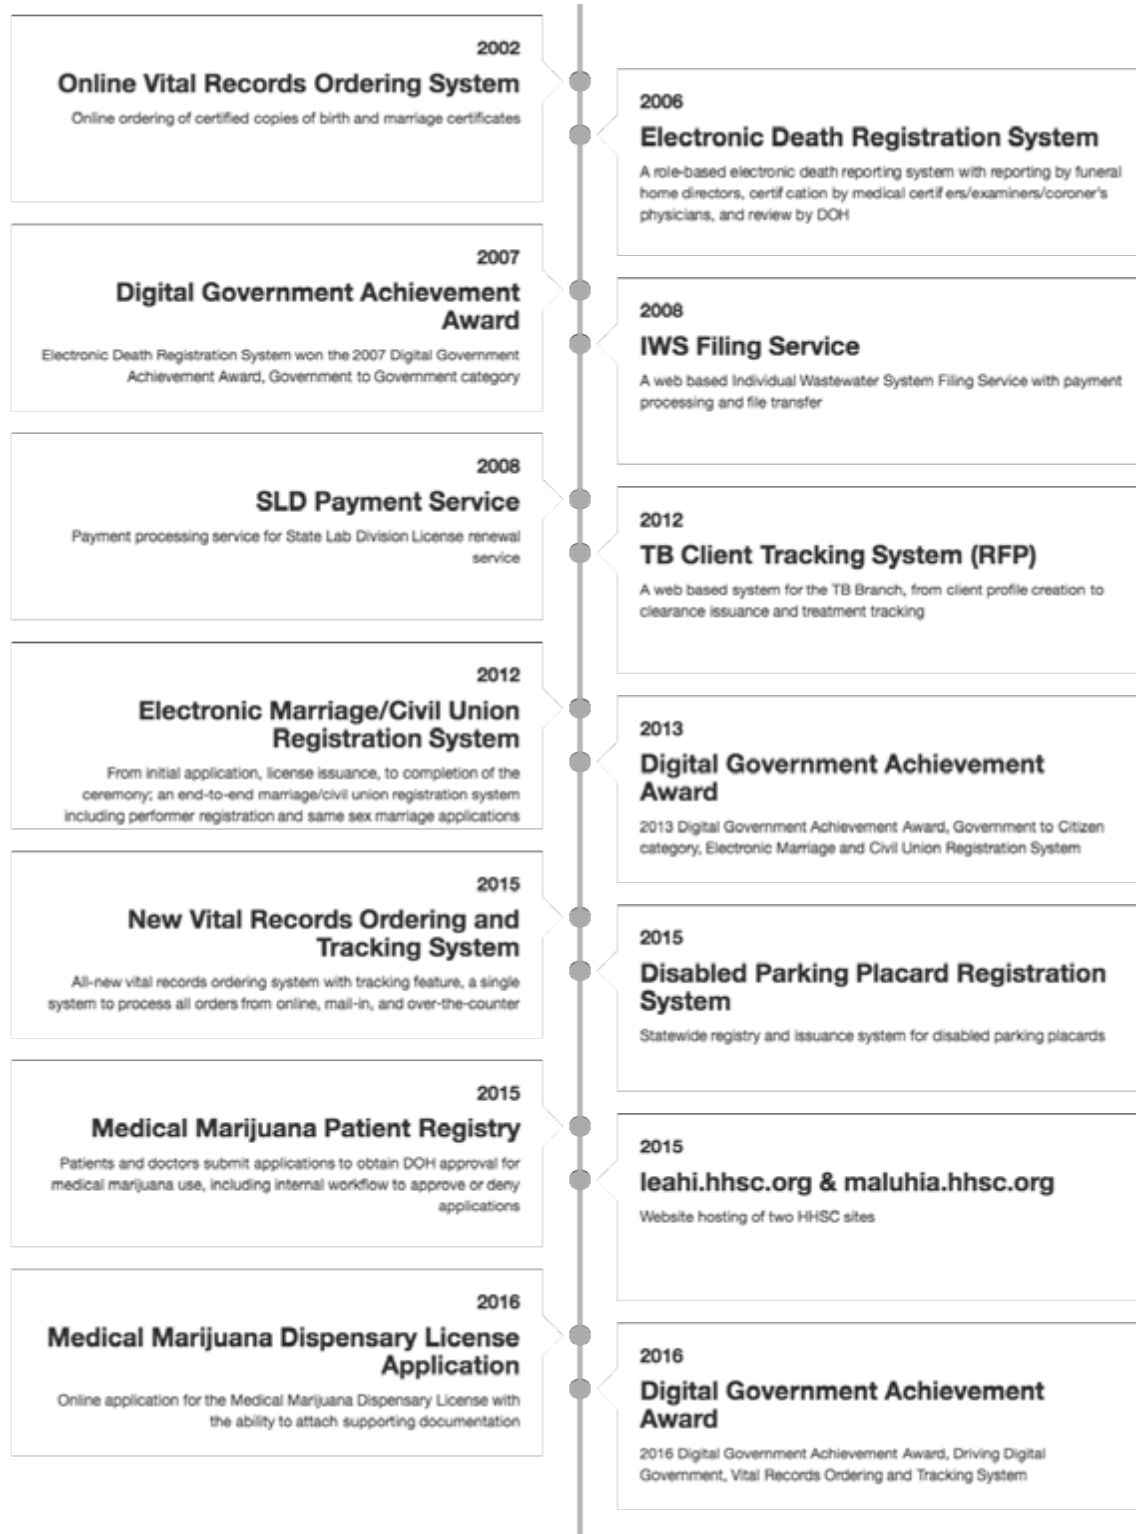 2002
Online Vital Records Ordering System
Online ordering of certified copies of birth and marriage certificates
2006
Electronic Death Registration System
A role-based electronic death reporting system with reporting by funeral
home directors, certif cation by medical certif ers/examiners/coroner's
physicians, and review by DOH
2007
Digital Government Achievement
Award
Electronic Death Registration System won the 2007 Digital Government
Achievement Award, Government to Government category
2008
IWS Filing Service
A web based Individual Wastewater System Filing Service with payment
processing and file transfer
2008
SLD Payment Service
Payment processing service for State Lab Division License renewal
service
2012
TB Client Tracking System (RFP)
A web based system for the TB Branch, from client profile creation to
clearance issuance and treatment tracking
2012
Electronic Marriage/Civil Union
Registration System
From initial application, license issuance, to completion of the
ceremony; an end-to-end marriage/civil union registration system
including performer registration and same sex marriage applications
2013
Digital Government Achievement
Award
2013 Digital Government Achievement Award, Government to Citizen
category, Electronic Marriage and Civil Union Registration System
2015
New Vital Records Ordering and
Tracking System
All-new vital records ordering system with tracking feature, a single
system to process all orders from online, mail-in, and over-the-counter
2015
Disabled Parking Placard Registration
System
Statewide registry and issuance system for disabled parking placards
2015
Medical Marijuana Patient Registry
Patients and doctors submit applications to obtain DOH approval for
medical marijuana use, including internal workflow to approve or deny
applications
2015
leahi.hhsc.org & maluhia.hhsc.org
Website hosting of two HHSC sites
2016
Medical Marijuana Dispensary License
Application
Online application for the Medical Marijuana Dispensary License with
the ability to attach supporting documentation
2016
Digital Government Achievement
Award
2016 Digital Government Achievement Award, Driving Digital
Government, Vital Records Ordering and Tracking System